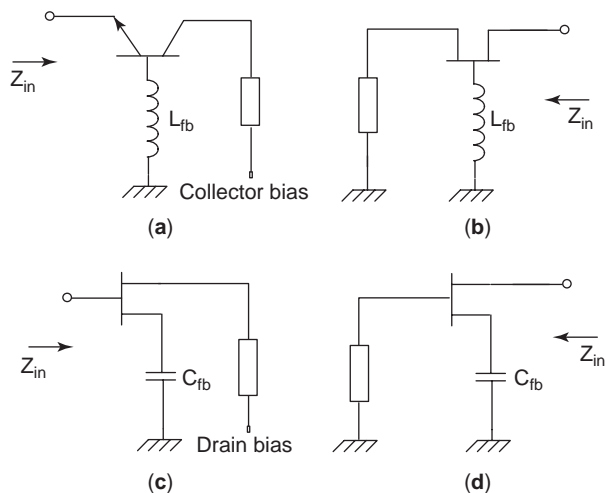 Z_in
L_fb
Collector bias
(a)
L_fb
Z_in
(b)
Z_in
C_fb
Drain bias
(c)
C_fb
Z_in
(d)